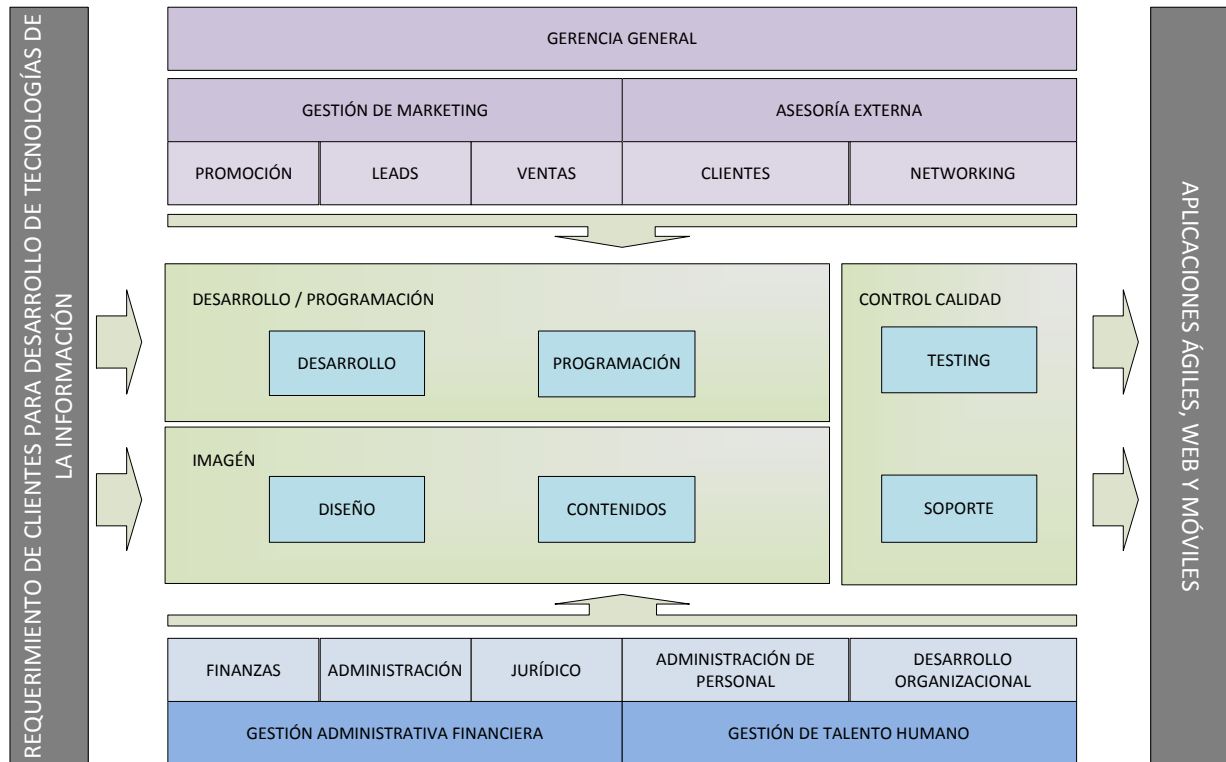 REQUERIMIENTO DE CLIENTES PARA DESARROLLO DE TECNOLOGÍAS DE
LA INFORMACIÓN
GERENCIA GENERAL
GESTIÓN DE MARKETING
ASESORÍA EXTERNA
PROMOCIÓN
LEADS
VENTAS
CLIENTES
NETWORKING
DESARROLLO / PROGRAMACIÓN
DESARROLLO
PROGRAMACIÓN
IMAGÉN
DISEÑO
CONTENIDOS
CONTROL CALIDAD
TESTING
SOPORTE
FINANZAS
ADMINISTRACIÓN
JURÍDICO
ADMINISTRACIÓN DE
PERSONAL
DESARROLLO
ORGANIZACIONAL
GESTIÓN ADMINISTRATIVA FINANCIERA
GESTIÓN DE TALENTO HUMANO
APLICACIONES ÁGILES, WEB Y MÓVILES